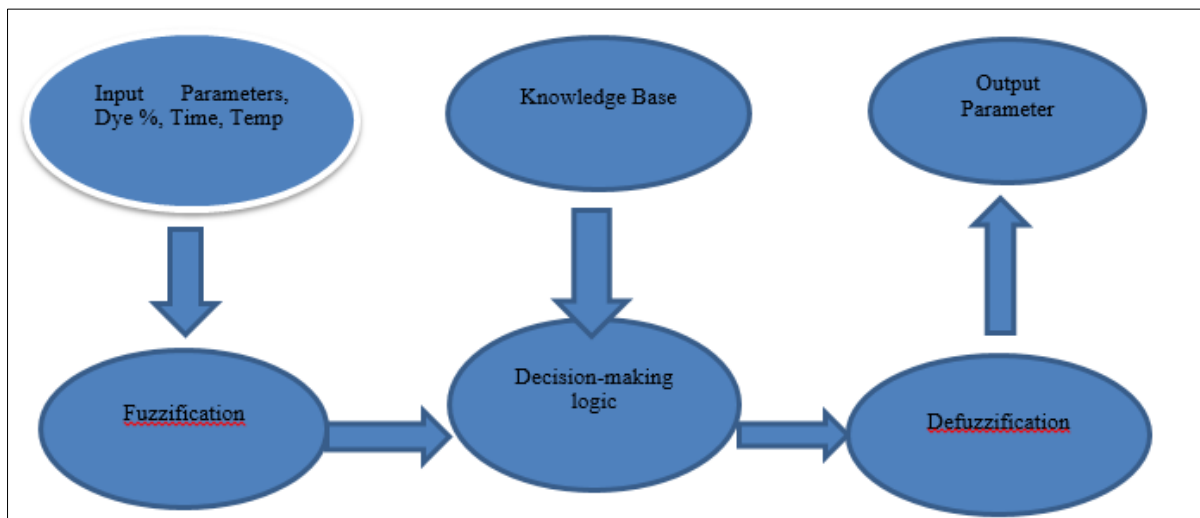 Input Parameters,
Dye %, Time, Temp
Knowledge Base
Output
Parameter
Fuzzification
Decision-making
logic
Defuzzification